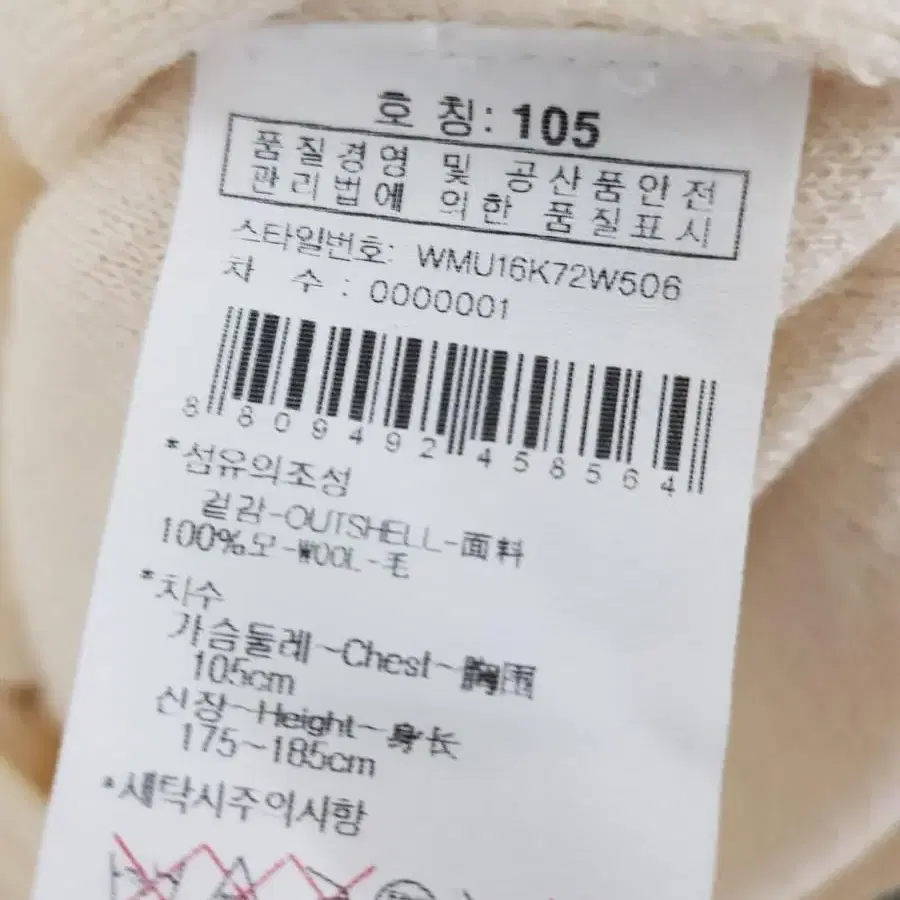 호 칭: 105
품질경영 및 공산품안전
관리법에 의한 품질표시
스타일번호: WMU16K72W506
차 수: 0000001
8 809492 458564
*섬유의조성
겉감-OUTSHELL-面料
100%모-WOOL-毛
*치수
가슴둘레~Chest~胸围
105cm
신장~Height~身长
175~185cm
*세탁시주의사항